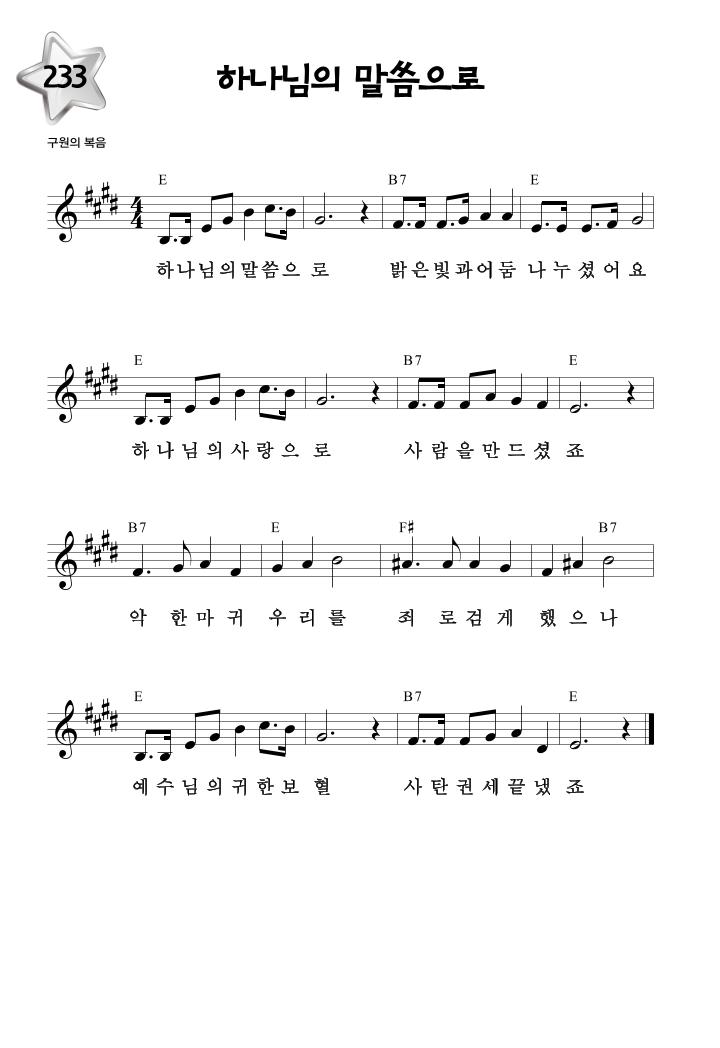 233
하나님의 말씀으로
구원의 복음
E B7 E
4
4
하나님의말씀으 로 밝은빛과어둠 나누셨어요
E B7 E
하나님의사랑으 로 사람을만드셨 죠
B7 E F♯ B7
악 한마귀 우리를 죄 로검게 했으나
E B7 E
예수님의귀한보 혈 사탄권세끝냈 죠